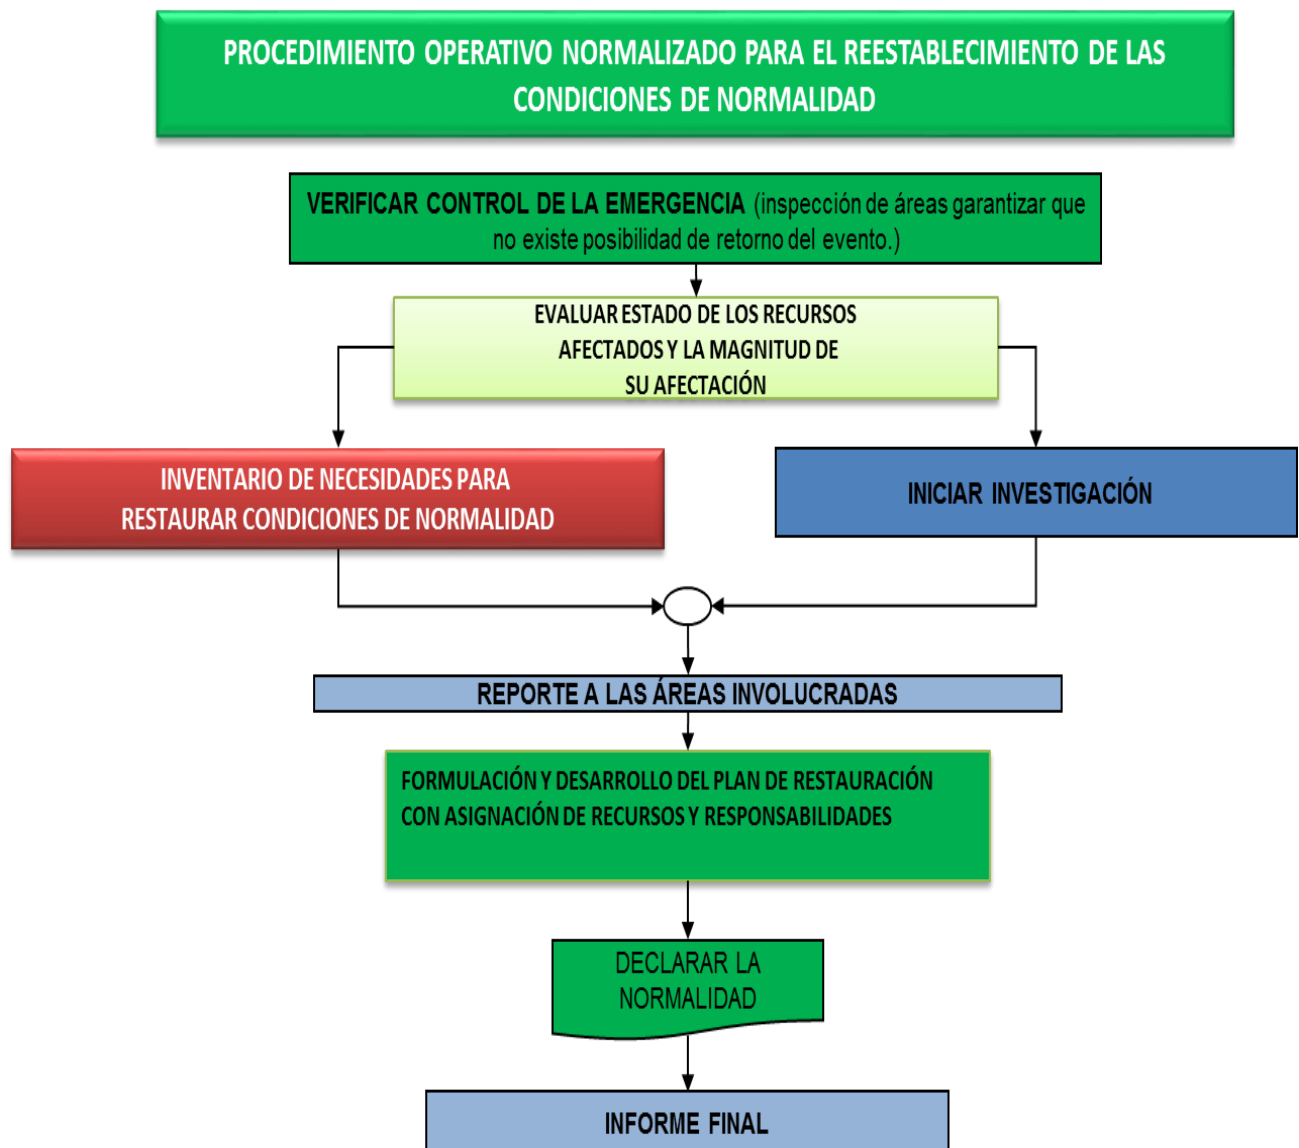 PROCEDIMIENTO OPERATIVO NORMALIZADO PARA EL REESTABLECIMIENTO DE LAS
CONDICIONES DE NORMALIDAD
VERIFICAR CONTROL DE LA EMERGENCIA (inspección de áreas garantizar que
no existe posibilidad de retorno del evento.)
EVALUAR ESTADO DE LOS RECURSOS
AFECTADOS Y LA MAGNITUD DE
SU AFECTACIÓN
INVENTARIO DE NECESIDADES PARA
RESTAURAR CONDICIONES DE NORMALIDAD
INICIAR INVESTIGACIÓN
REPORTE A LAS ÁREAS INVOLUCRADAS
FORMULACIÓN Y DESARROLLO DEL PLAN DE RESTAURACIÓN
CON ASIGNACIÓN DE RECURSOS Y RESPONSABILIDADES
DECLARAR LA
NORMALIDAD
INFORME FINAL